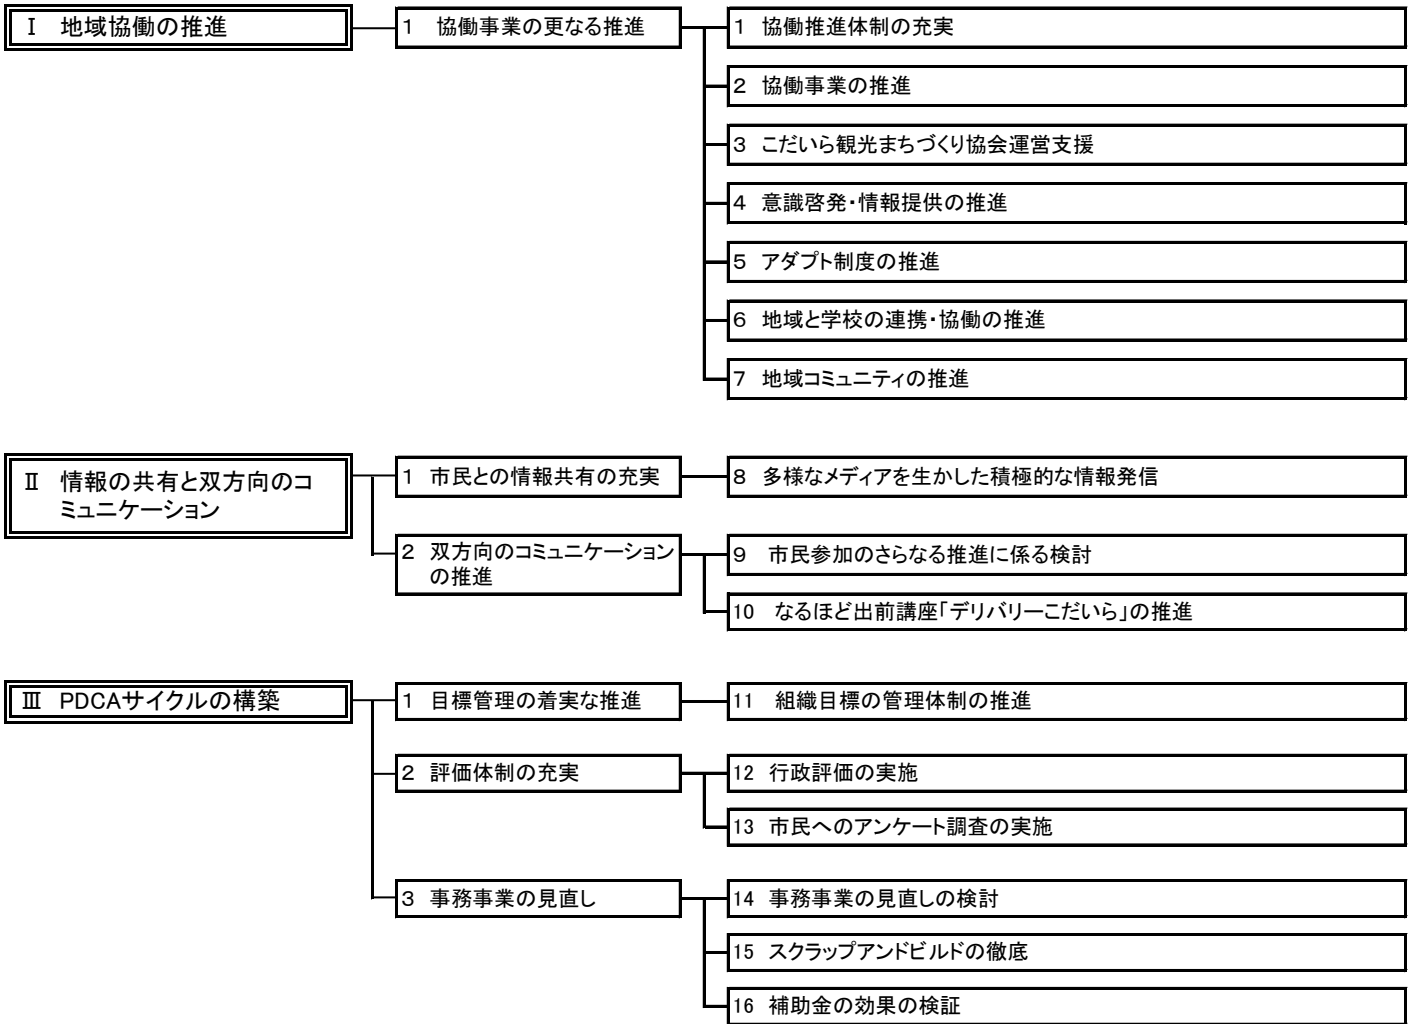 Ⅰ 地域協働の推進
1 協働事業の更なる推進
1 協働推進体制の充実
2 協働事業の推進
3 こだいら観光まちづくり協会運営支援
4 意識啓発・情報提供の推進
5 アダプト制度の推進
6 地域と学校の連携・協働の推進
7 地域コミュニティの推進
Ⅱ 情報の共有と双方向のコ
ミュニケーション
1 市民との情報共有の充実
8 多様なメディアを生かした積極的な情報発信
2 双方向のコミュニケーション
の推進
9 市民参加のさらなる推進に係る検討
10 なるほど出前講座「デリバリーこだいら」の推進
Ⅲ PDCAサイクルの構築
1 目標管理の着実な推進
11 組織目標の管理体制の推進
2 評価体制の充実
12 行政評価の実施
13 市民へのアンケート調査の実施
3 事務事業の見直し
14 事務事業の見直しの検討
15 スクラップアンドビルドの徹底
16 補助金の効果の検証